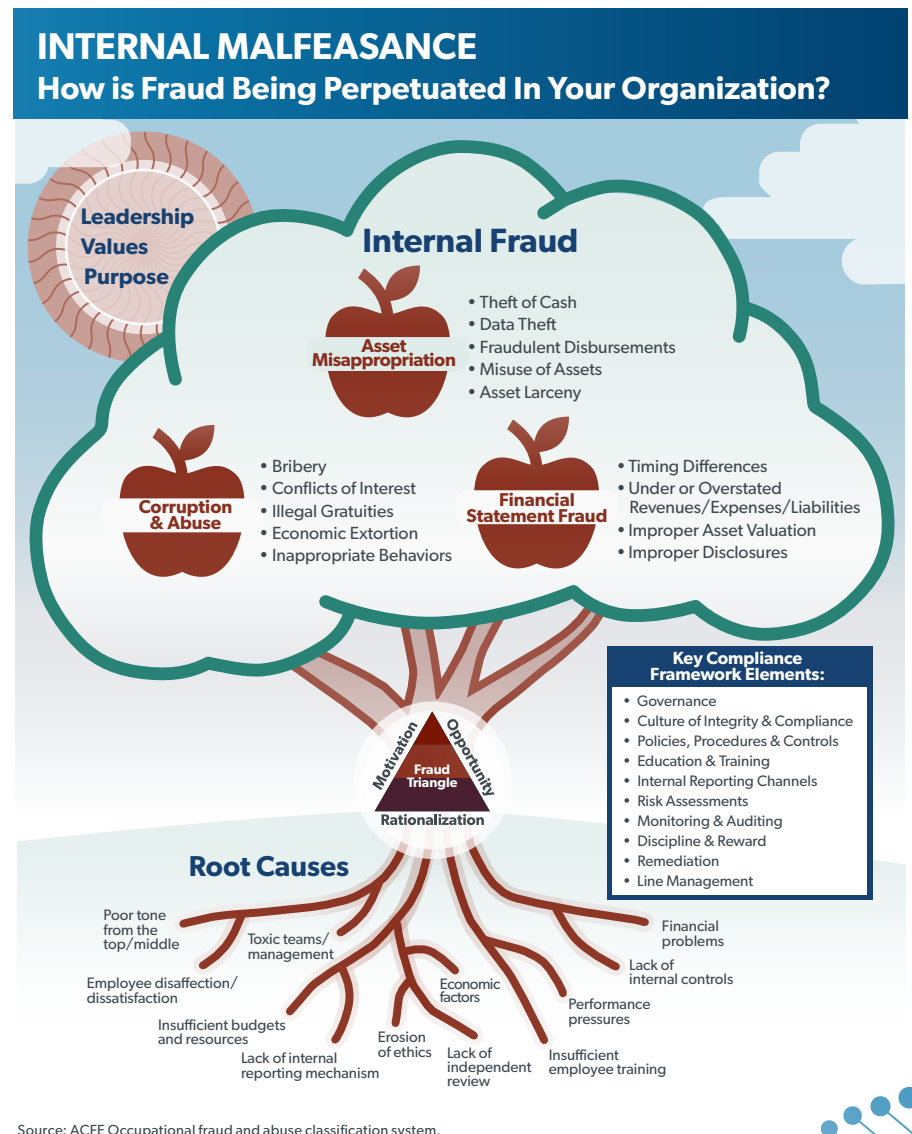 INTERNAL MALFEASANCE
How is Fraud Being Perpetuated In Your Organization?
Leadership
Values
Purpose
Internal Fraud
Asset
Misappropriation
• Theft of Cash
• Data Theft
• Fraudulent Disbursements
• Misuse of Assets
• Asset Larceny
Corruption
& Abuse
• Bribery
• Conflicts of Interest
• Illegal Gratuities
• Economic Extortion
• Inappropriate Behaviors
Financial
Statement Fraud
• Timing Differences
• Under or Overstated
Revenues/Expenses/Liabilities
• Improper Asset Valuation
• Improper Disclosures
Key Compliance
Framework Elements:
• Governance
• Culture of Integrity & Compliance
• Policies, Procedures & Controls
• Education & Training
• Internal Reporting Channels
• Risk Assessments
• Monitoring & Auditing
• Discipline & Reward
• Remediation
• Line Management
Motivation
Opportunity
Fraud
Triangle
Rationalization
Root Causes
Poor tone
from the
top/middle
Toxic teams/
management
Employee disaffection/
dissatisfaction
Insufficient budgets
and resources
Lack of internal
reporting mechanism
Erosion
of ethics
Economic
factors
Lack of
independent
review
Insufficient
employee training
Performance
pressures
Lack of
internal controls
Financial
problems
Source: ACFE Occupational fraud and abuse classification system.